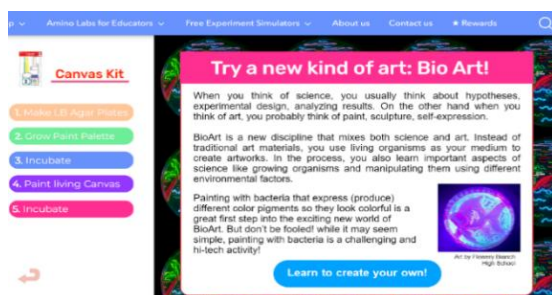 p Amino Labs for Educators Free Experiment Simulators About us Contact us ★ Rewards
Canvas Kit
1. Make LB Agar Plates
2. Grow Paint Palette
3. Incubate
4. Paint living Canvas
5. Incubate
Try a new kind of art: Bio Art!
When you think of science, you usually think about hypotheses,
experimental design, analyzing results. On the other hand when you
think of art, you probably think of paint, sculpture, self-expression.
BioArt is a new discipline that mixes both science and art. Instead of
traditional art materials, you use living organisms as your medium to
create artworks. In the process, you also learn important aspects of
science like growing organisms and manipulating them using different
environmental factors.
Painting with bacteria that express (produce)
different color pigments so they look colorful is a
great first step into the exciting new world of
BioArt. But don't be fooled! while it may seem
simple, painting with bacteria is a challenging and
hi-tech activity!
Art by Flowery Branch
High School
Learn to create your own!